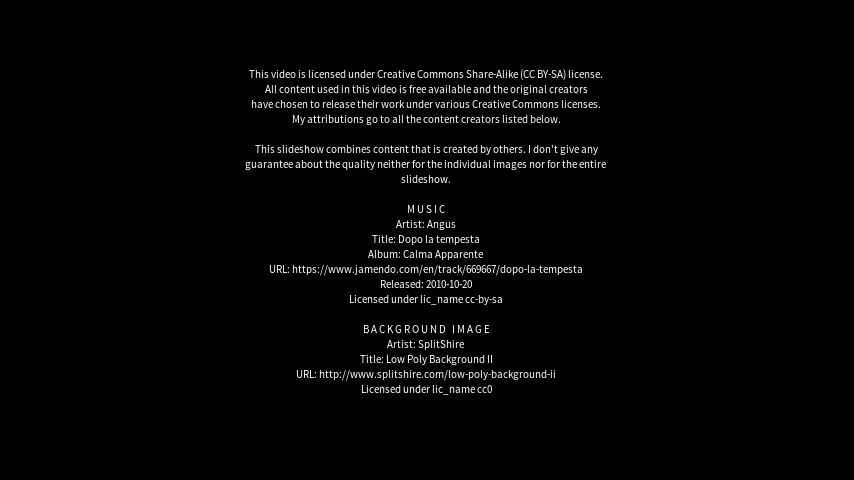 This video is licensed under Creative Commons Share-Alike (CC BY-SA) license.
All content used in this video is free available and the original creators
have chosen to release their work under various Creative Commons licenses.
My attributions go to all the content creators listed below.
This slideshow combines content that is created by others. I don't give any
guarantee about the quality neither for the individual images nor for the entire
slideshow.
MUSIC
Artist: Angus
Title: Dopo la tempesta
Album: Calma Apparente
URL: https://www.jamendo.com/en/track/669667/dopo-la-tempesta
Released: 2010-10-20
Licensed under lic_name cc-by-sa
BACKGROUND IMAGE
Artist: SplitShire
Title: Low Poly Background II
URL: http://www.splitshire.com/low-poly-background-ii
Licensed under lic_name cc0